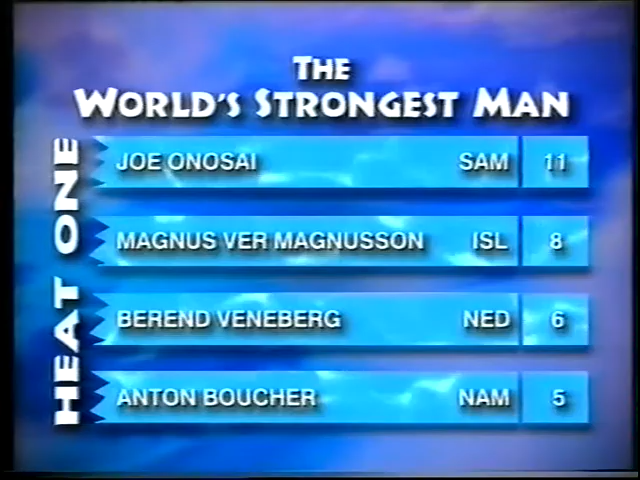 THE
WORLD'S STRONGEST MAN
HEAT ONE
JOE ONOSAI SAM 11
MAGNUS VER MAGNUSSON ISL 8
BEREND VENEBERG NED 6
ANTON BOUCHER NAM 5